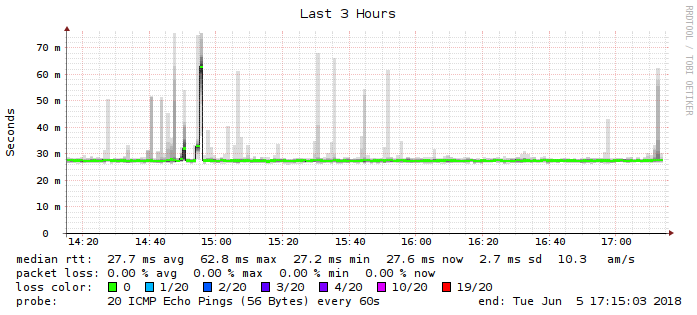 Last 3 Hours
RRDTOOL / TOBI OETIKER
Seconds
70 m
60 m
50 m
40 m
30 m
20 m
10 m
0
14:20 14:40 15:00 15:20 15:40 16:00 16:20 16:40 17:00
median rtt: 27.7 ms avg 62.8 ms max 27.2 ms min 27.6 ms now 2.7 ms sd 10.3 am/s
packet loss: 0.00 % avg 0.00 % max 0.00 % min 0.00 % now
loss color: 0 1/20 2/20 3/20 4/20 10/20 19/20
probe: 20 ICMP Echo Pings (56 Bytes) every 60s end: Tue Jun 5 17:15:03 2018